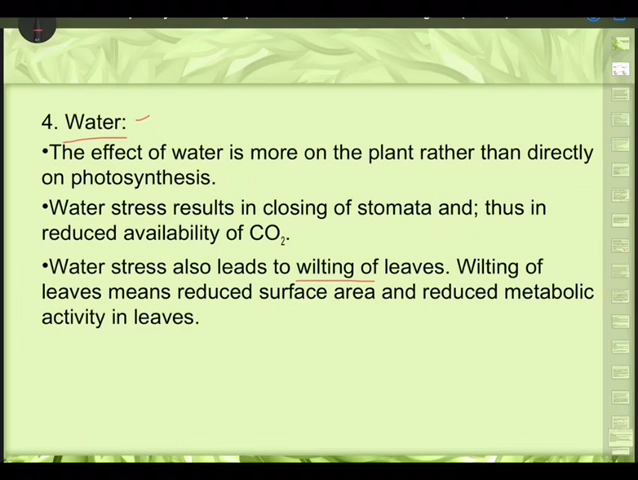 4. Water:
•The effect of water is more on the plant rather than directly
on photosynthesis.
•Water stress results in closing of stomata and; thus in
reduced availability of CO₂.
•Water stress also leads to wilting of leaves. Wilting of
leaves means reduced surface area and reduced metabolic
activity in leaves.